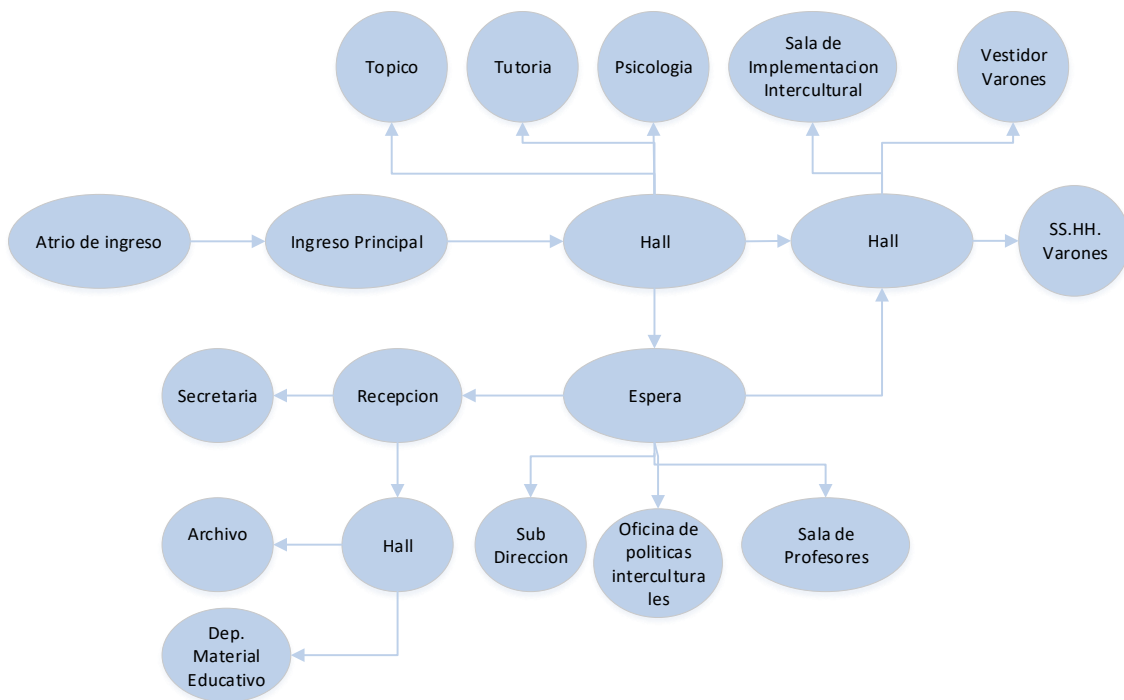 Topico
Tutoria
Psicologia
Sala de
Implementacion
Intercultural
Vestidor
Varones
Atrio de ingreso
Ingreso Principal
Hall
Hall
SS.HH.
Varones
Secretaria
Recepcion
Espera
Archivo
Hall
Sub
Direccion
Oficina de
politicas
intercultura
les
Sala de
Profesores
Dep.
Material
Educativo